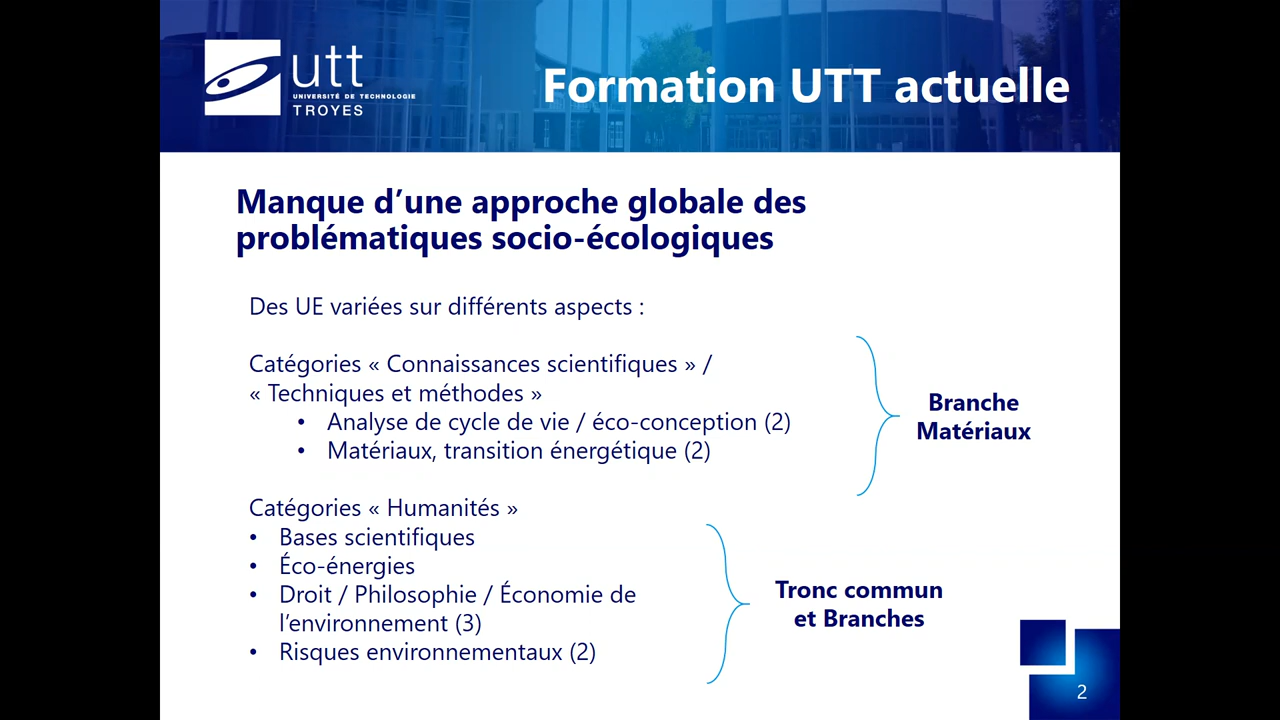 utt
UNIVERSITÉ DE TECHNOLOGIE
TROYES
Formation UTT actuelle
Manque d’une approche globale des
problématiques socio-écologiques
Des UE variées sur différents aspects :
Catégories « Connaissances scientifiques » /
« Techniques et méthodes »
• Analyse de cycle de vie / éco-conception (2)
• Matériaux, transition énergétique (2)
Branche
Matériaux
Catégories « Humanités »
• Bases scientifiques
• Éco-énergies
• Droit / Philosophie / Économie de
l’environnement (3)
• Risques environnementaux (2)
Tronc commun
et Branches
2